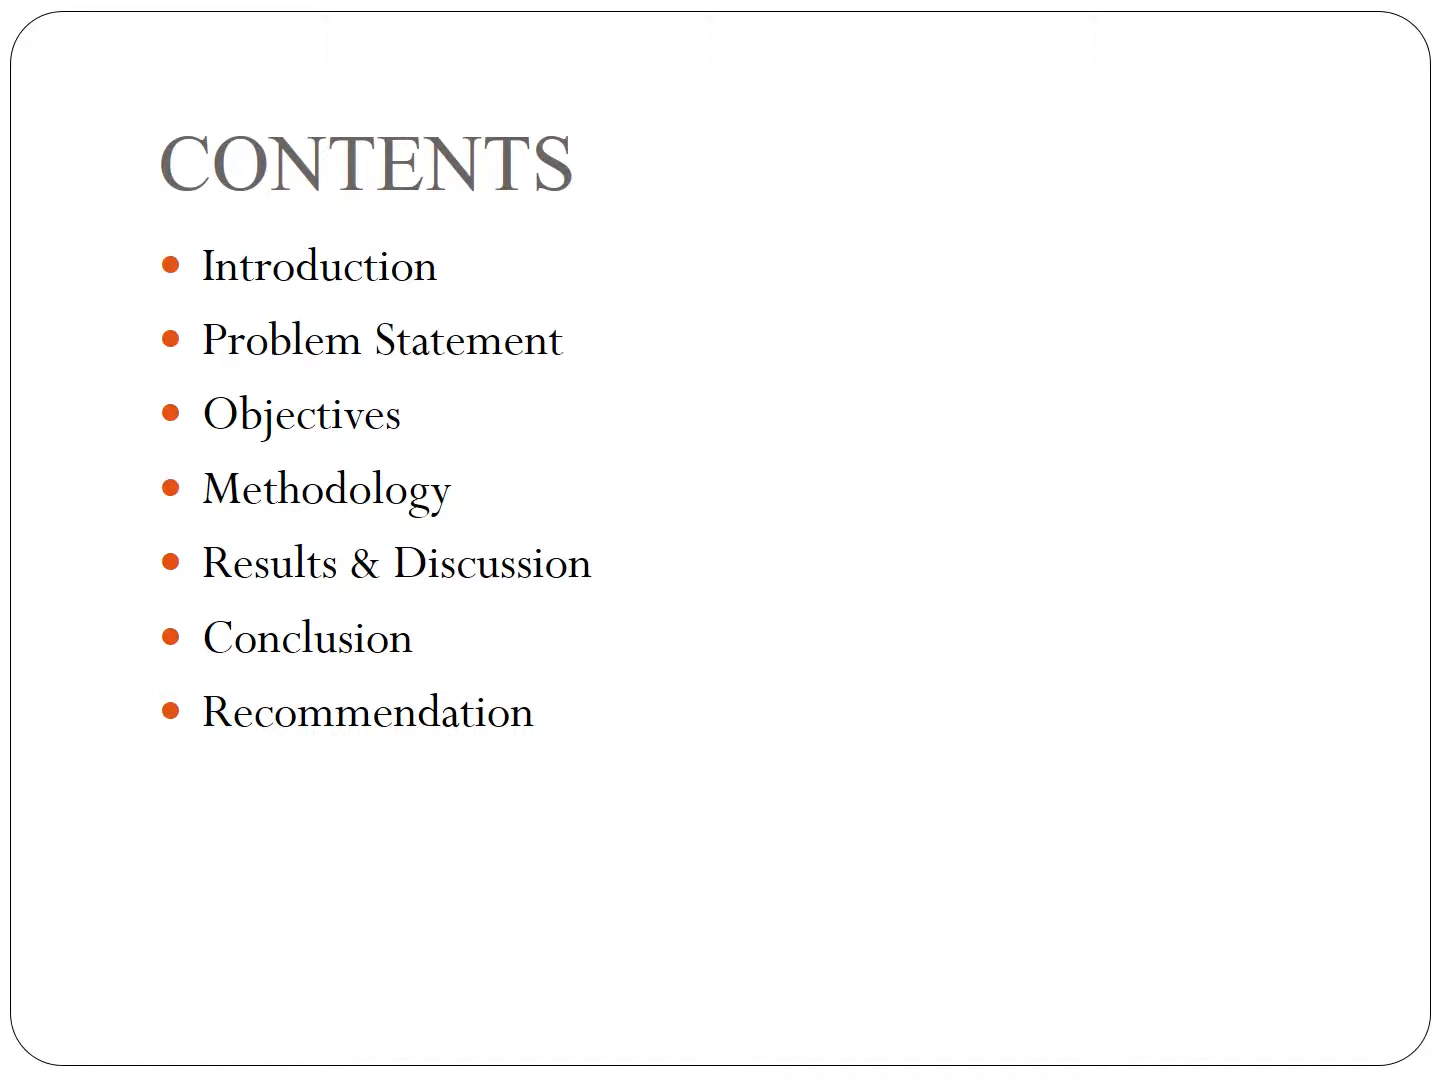 CONTENTS
Introduction
Problem Statement
Objectives
Methodology
Results & Discussion
Conclusion
Recommendation